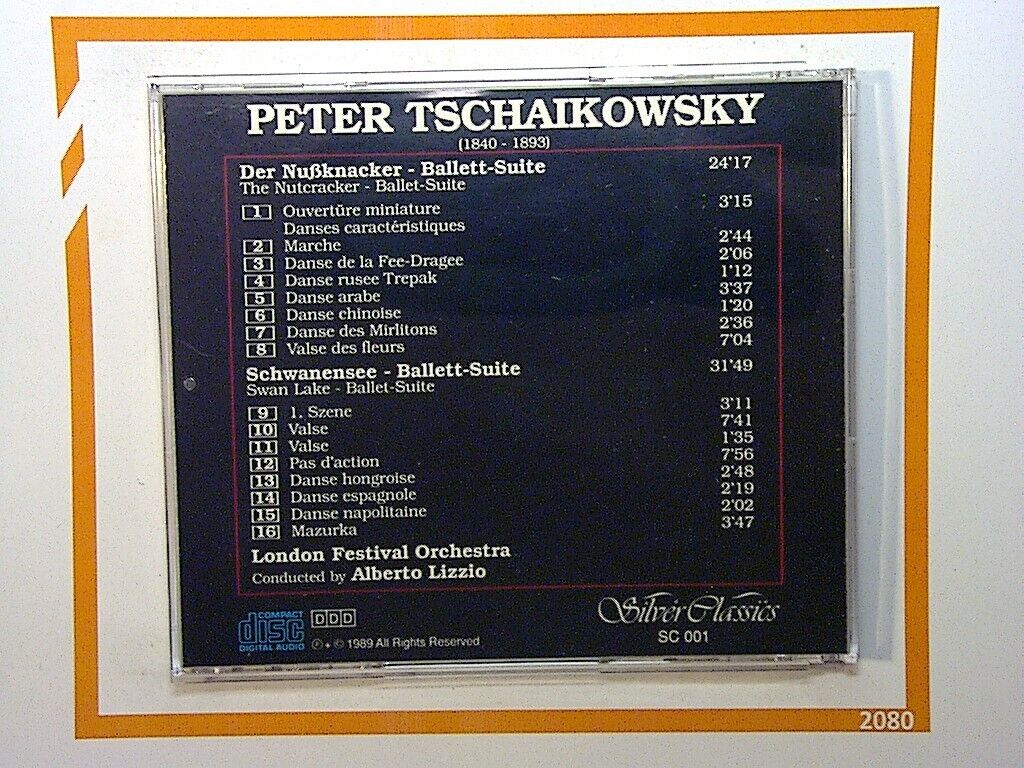 PETER TSCHAIKOWSKY
(1840 - 1893)
Der Nußknacker - Ballett-Suite 24'17
The Nutcracker - Ballet-Suite
1 Ouvertüre miniature 3'15
Danses caractéristiques
2 Marche 2'44
3 Danse de la Fee-Dragee 2'06
4 Danse rusee Trepak 1'12
5 Danse arabe 3'37
6 Danse chinoise 1'20
7 Danse des Mirlitons 2'36
8 Valse des fleurs 7'04
Schwanensee - Ballett-Suite 31'49
Swan Lake - Ballet-Suite
9 1. Szene 3'11
10 Valse 7'41
11 Valse 1'35
12 Pas d'action 7'56
13 Danse hongroise 2'48
14 Danse espagnole 2'19
15 Danse napolitaine 2'02
16 Mazurka 3'47
London Festival Orchestra
Conducted by Alberto Lizzio
COMPACT disc DIGITAL AUDIO
DDD
℗ + © 1989 All Rights Reserved
Silvér Classiĉs
SC 001
2080